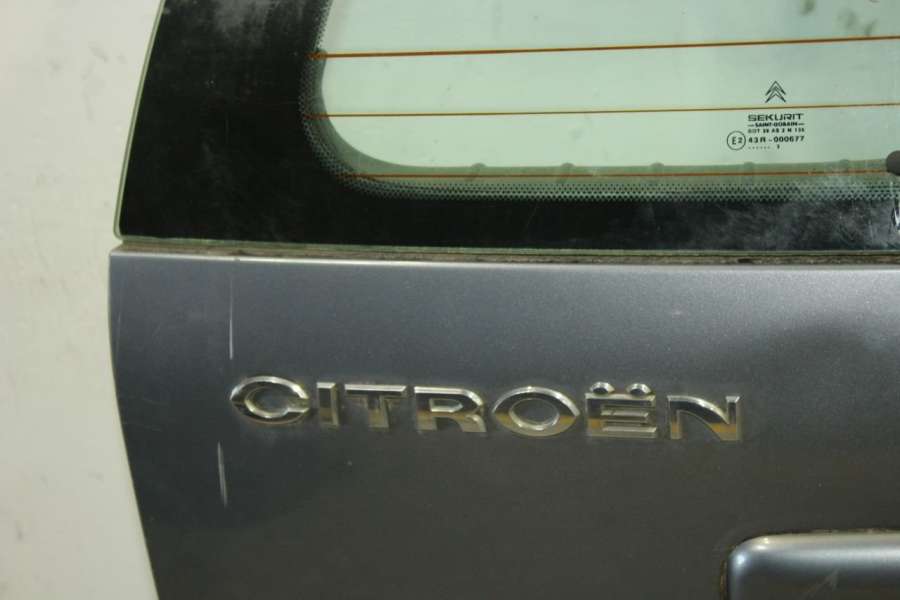 SEKURIT
SAINT-GOBAIN
E2 43R-000677
CITROËN